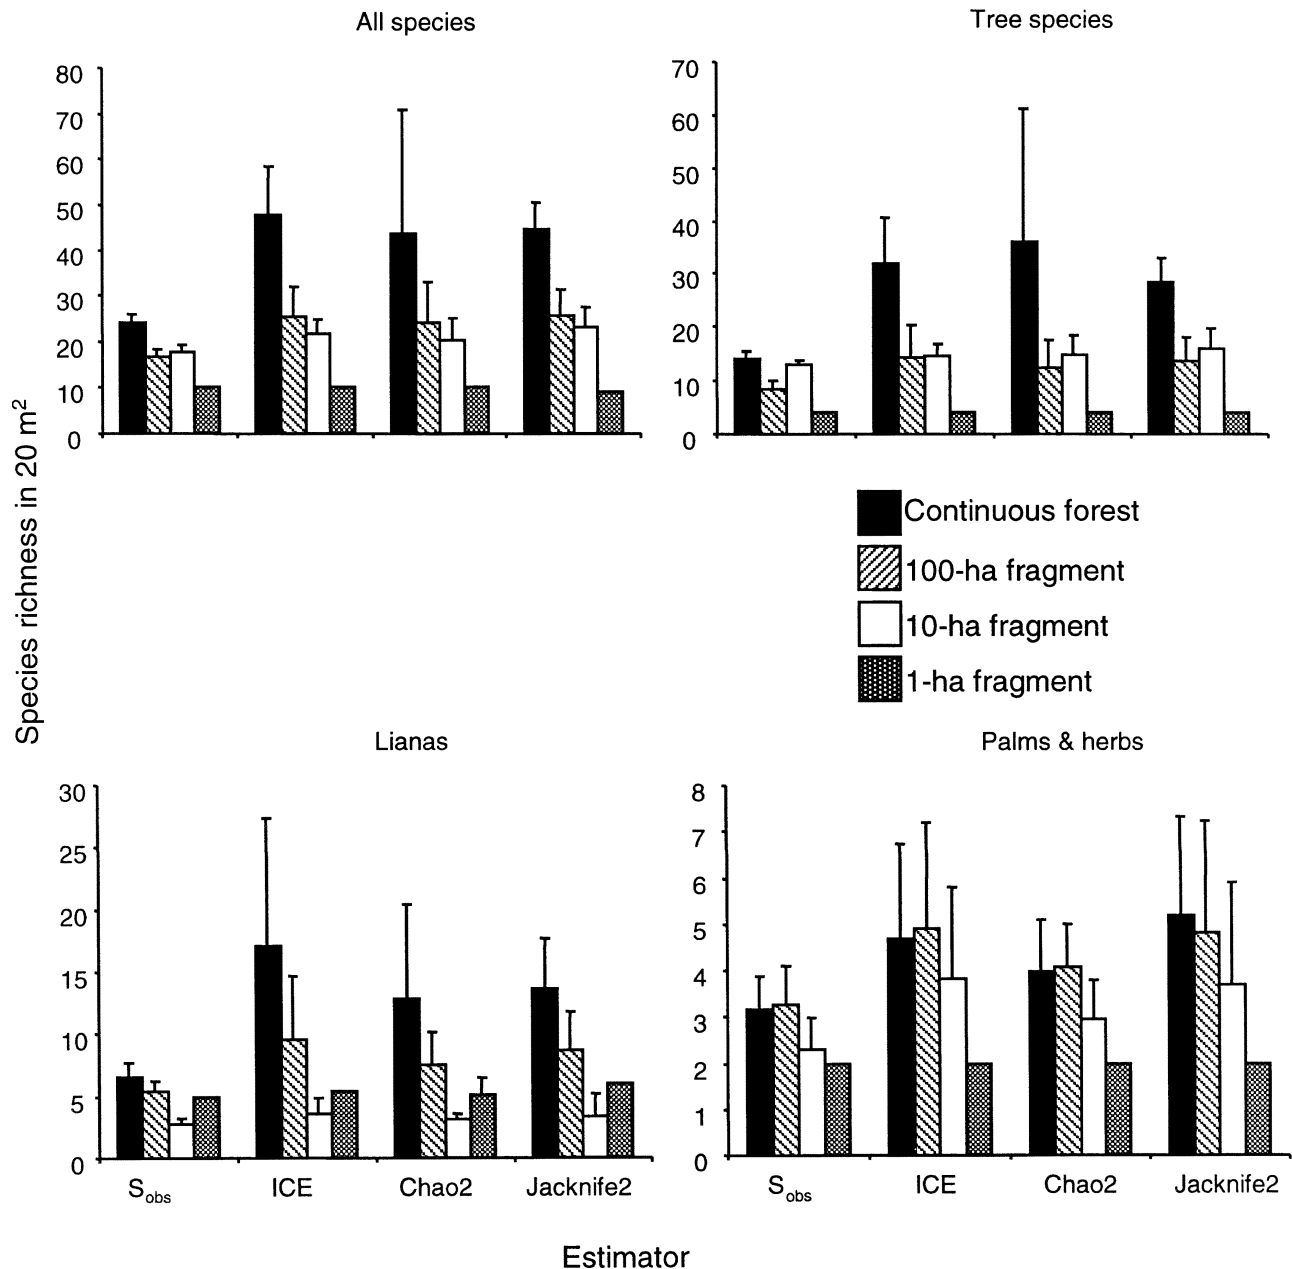 All species
Tree species
80
70
60
50
40
30
20
10
0
70
60
50
40
30
20
10
0
Species richness in 20 m²
Continuous forest
100-ha fragment
10-ha fragment
1-ha fragment
Lianas
Palms & herbs
30
25
20
15
10
5
0
8
7
6
5
4
3
2
1
0
Sobs ICE Chao2 Jacknife2
Sobs ICE Chao2 Jacknife2
Estimator